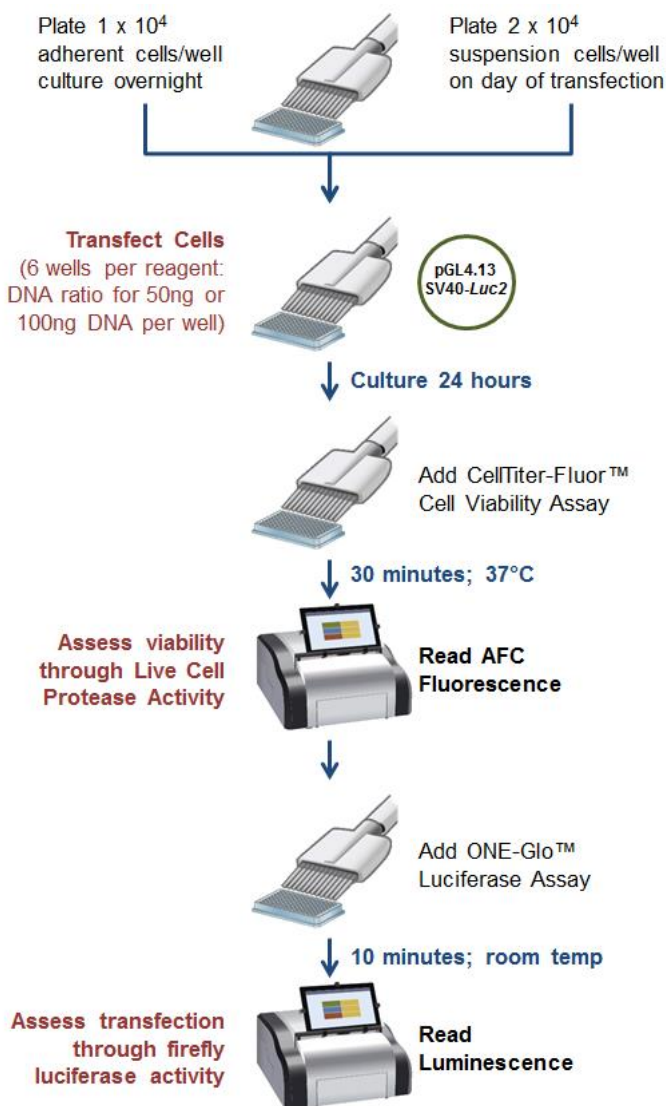 Plate 1 x 10⁴
adherent cells/well
culture overnight
Plate 2 x 10⁴
suspension cells/well
on day of transfection
Transfect Cells
(6 wells per reagent:
DNA ratio for 50ng or
100ng DNA per well)
pGL4.13
SV40-Luc2
Culture 24 hours
Add CellTiter-Fluor™
Cell Viability Assay
30 minutes; 37°C
Assess viability
through Live Cell
Protease Activity
Read AFC
Fluorescence
Add ONE-Glo™
Luciferase Assay
10 minutes; room temp
Assess transfection
through firefly
luciferase activity
Read
Luminescence